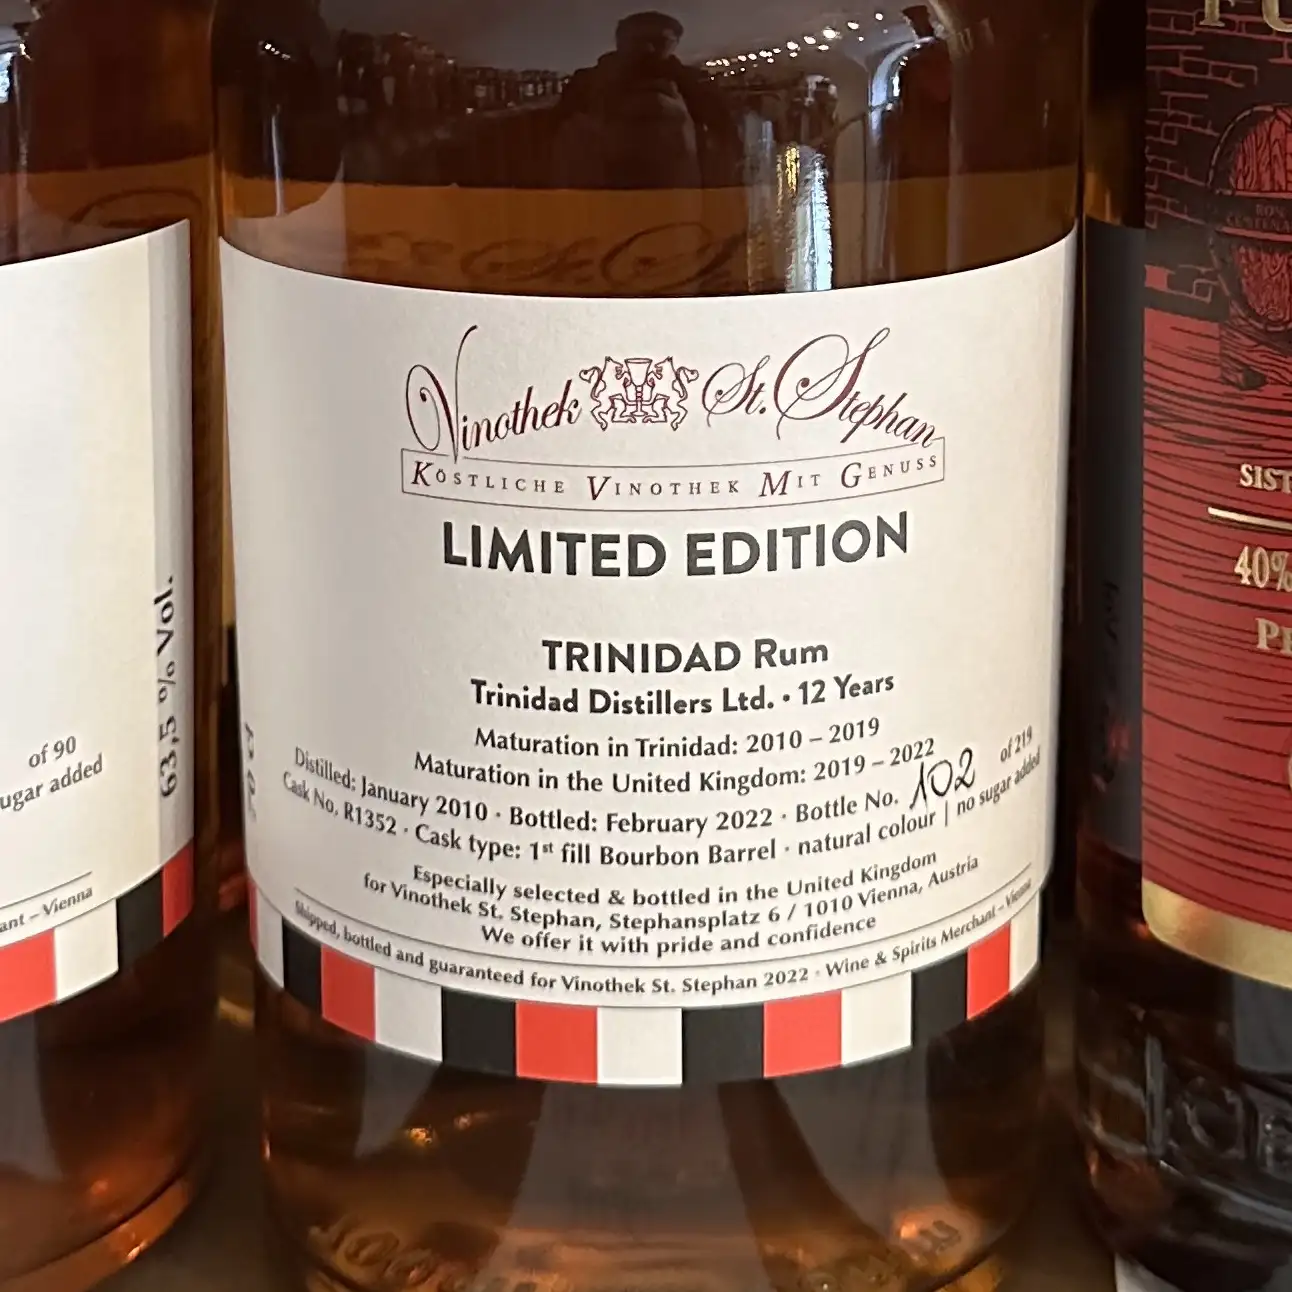 Vinothek St. Stephan
KÖSTLICHE VINOTHEK MIT GENUSS
LIMITED EDITION
TRINIDAD Rum
Trinidad Distillers Ltd. • 12 Years
Maturation in Trinidad: 2010 – 2019
Maturation in the United Kingdom: 2019 – 2022
Distilled: January 2010 · Bottled: February 2022 · Bottle No. 102 of 219
Cask No. R1352 · Cask type: 1st fill Bourbon Barrel · natural colour | no sugar added
Especially selected & bottled in the United Kingdom
for Vinothek St. Stephan, Stephansplatz 6 / 1010 Vienna, Austria
We offer it with pride and confidence
Shipped, bottled and guaranteed for Vinothek St. Stephan 2022 · Wine & Spirits Merchant – Vienna
63,5 % Vol.
of 90
ugar added
ant – Vienna
SIST
40%